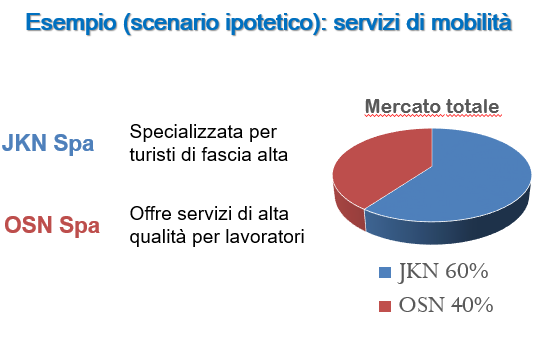 Esempio (scenario ipotetico): servizi di mobilità
JKN Spa
Specializzata per
turisti di fascia alta
OSN Spa
Offre servizi di alta
qualità per lavoratori
Mercato totale
JKN 60%
OSN 40%